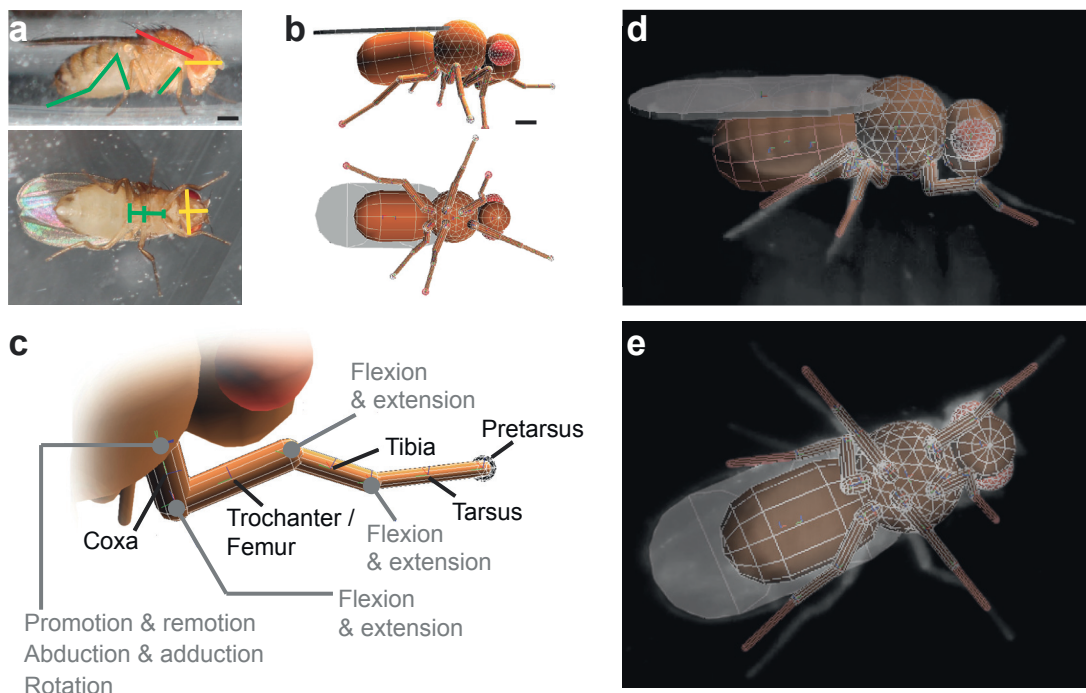 a
b
d
c
Flexion
& extension
Tibia
Pretarsus
Coxa
Trochanter /
Femur
Tarsus
Flexion
& extension
Flexion
& extension
Promotion & remotion
Abduction & adduction
Rotation
e